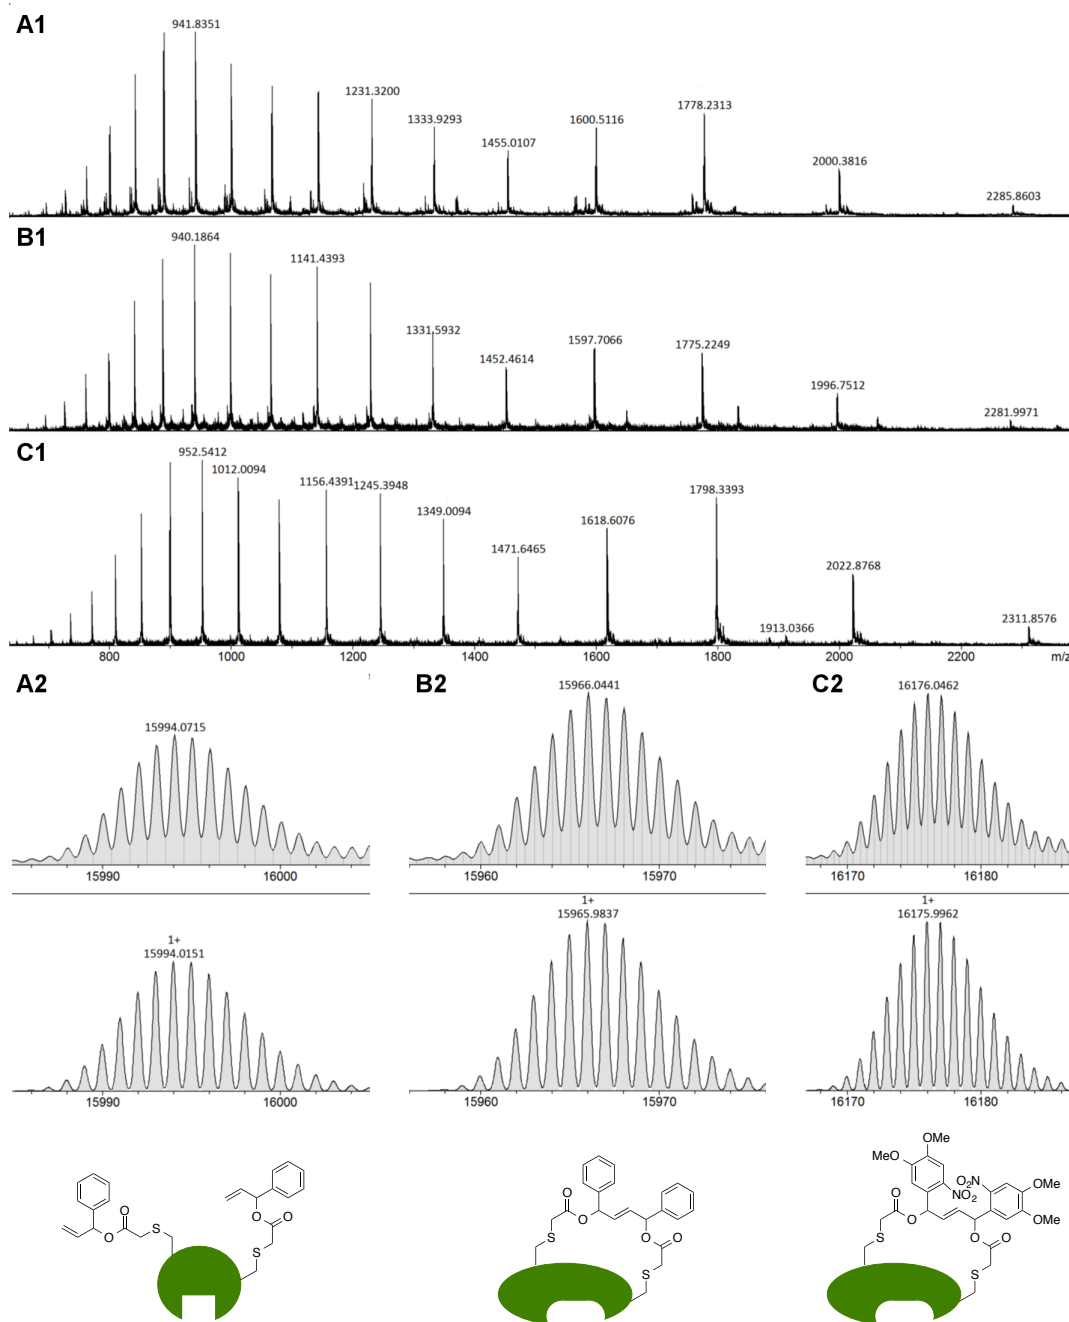 A1
941.8351
1231.3200
1333.9293
1455.0107
1600.5116
1778.2313
2000.3816
2285.8603
B1
940.1864
1141.4393
1331.5932
1452.4614
1597.7066
1775.2249
1996.7512
2281.9971
C1
952.5412
1012.0094
1156.4391
1245.3948
1349.0094
1471.6465
1618.6076
1798.3393
1913.0366
2022.8768
2311.8576
800 1000 1200 1400 1600 1800 2000 2200 m/z
A2
15994.0715
15990 16000
1+
15994.0151
15990 16000
B2
15966.0441
15960 15970
1+
15965.9837
15960 15970
C2
16176.0462
16170 16180
1+
16175.9962
16170 16180
O
O
S
O
O
S
O
O
S
O
O
S
OMe
MeO
NO2
O2N
OMe
OMe
O
O
S
O
O
S